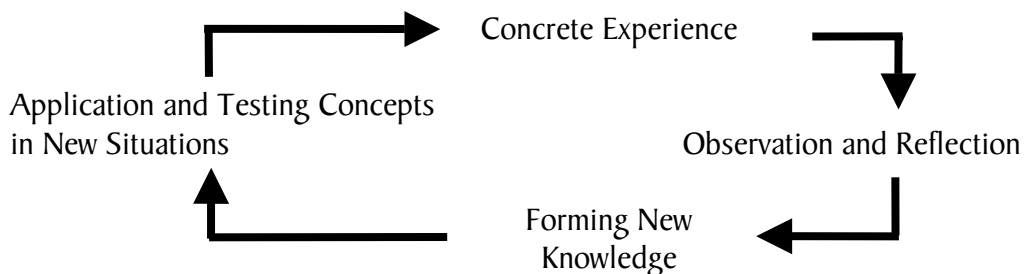 Concrete Experience
Application and Testing Concepts
in New Situations
Observation and Reflection
Forming New
Knowledge